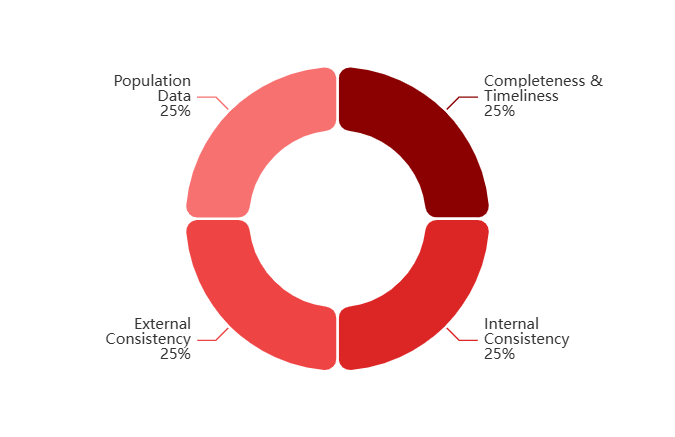 Population
Data
25%
Completeness &
Timeliness
25%
External
Consistency
25%
Internal
Consistency
25%